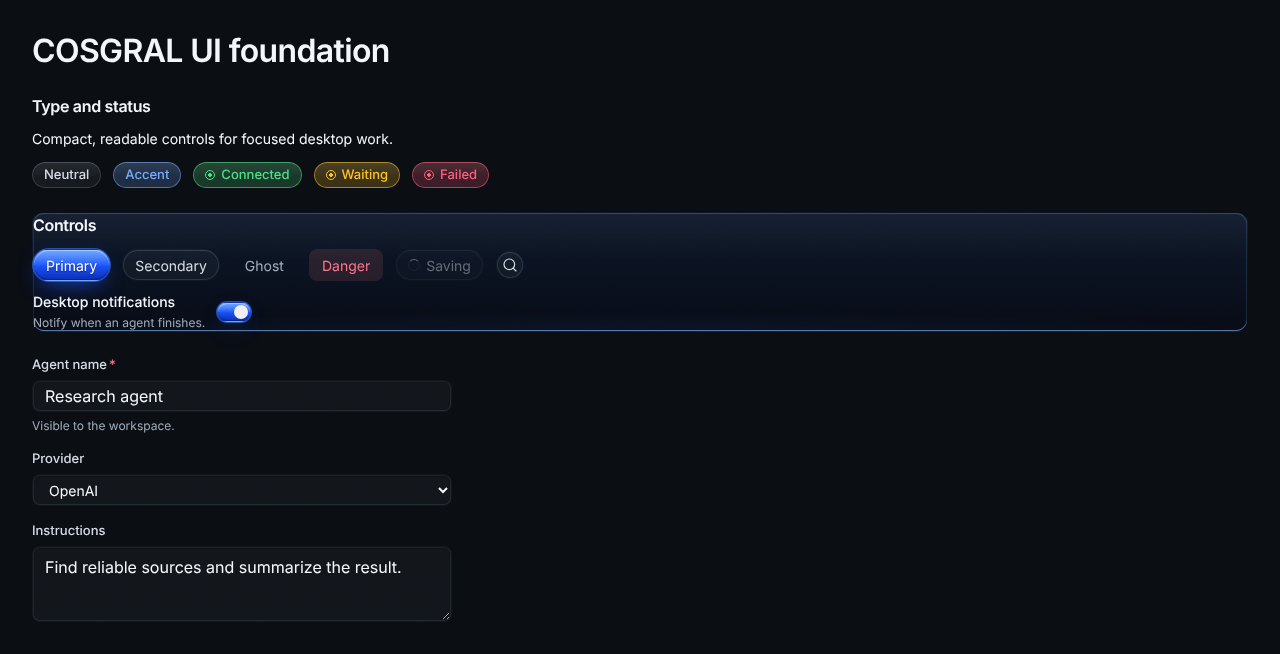 COSGRAL UI foundation
Type and status
Compact, readable controls for focused desktop work.
Neutral Accent Connected Waiting Failed
Controls
Primary Secondary Ghost Danger Saving
Desktop notifications
Notify when an agent finishes.
Agent name*
Research agent
Visible to the workspace.
Provider
OpenAI
Instructions
Find reliable sources and summarize the result.